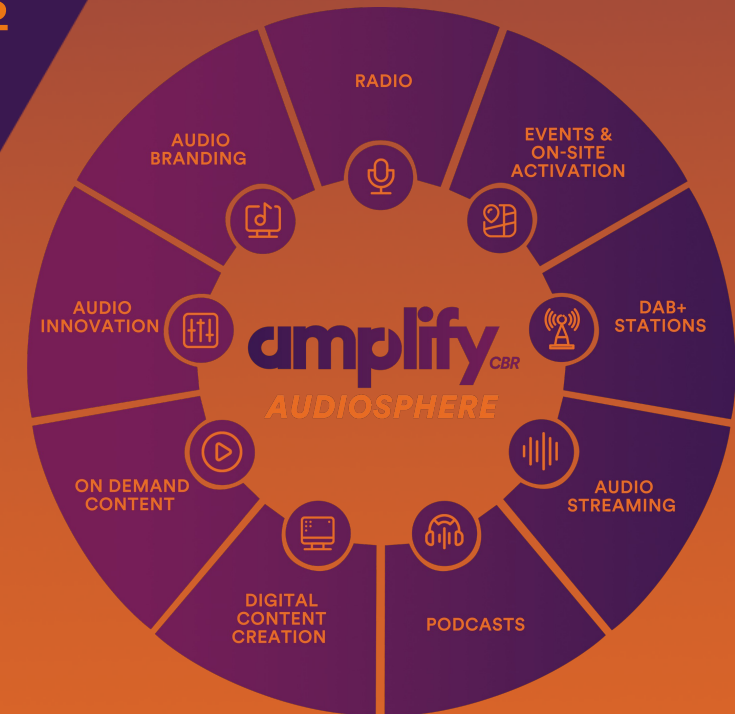 RADIO
EVENTS &
ON-SITE
ACTIVATION
DAB+
STATIONS
AUDIO
STREAMING
PODCASTS
DIGITAL
CONTENT
CREATION
ON DEMAND
CONTENT
AUDIO
INNOVATION
AUDIO
BRANDING
amplify CBR
AUDIOSPHERE